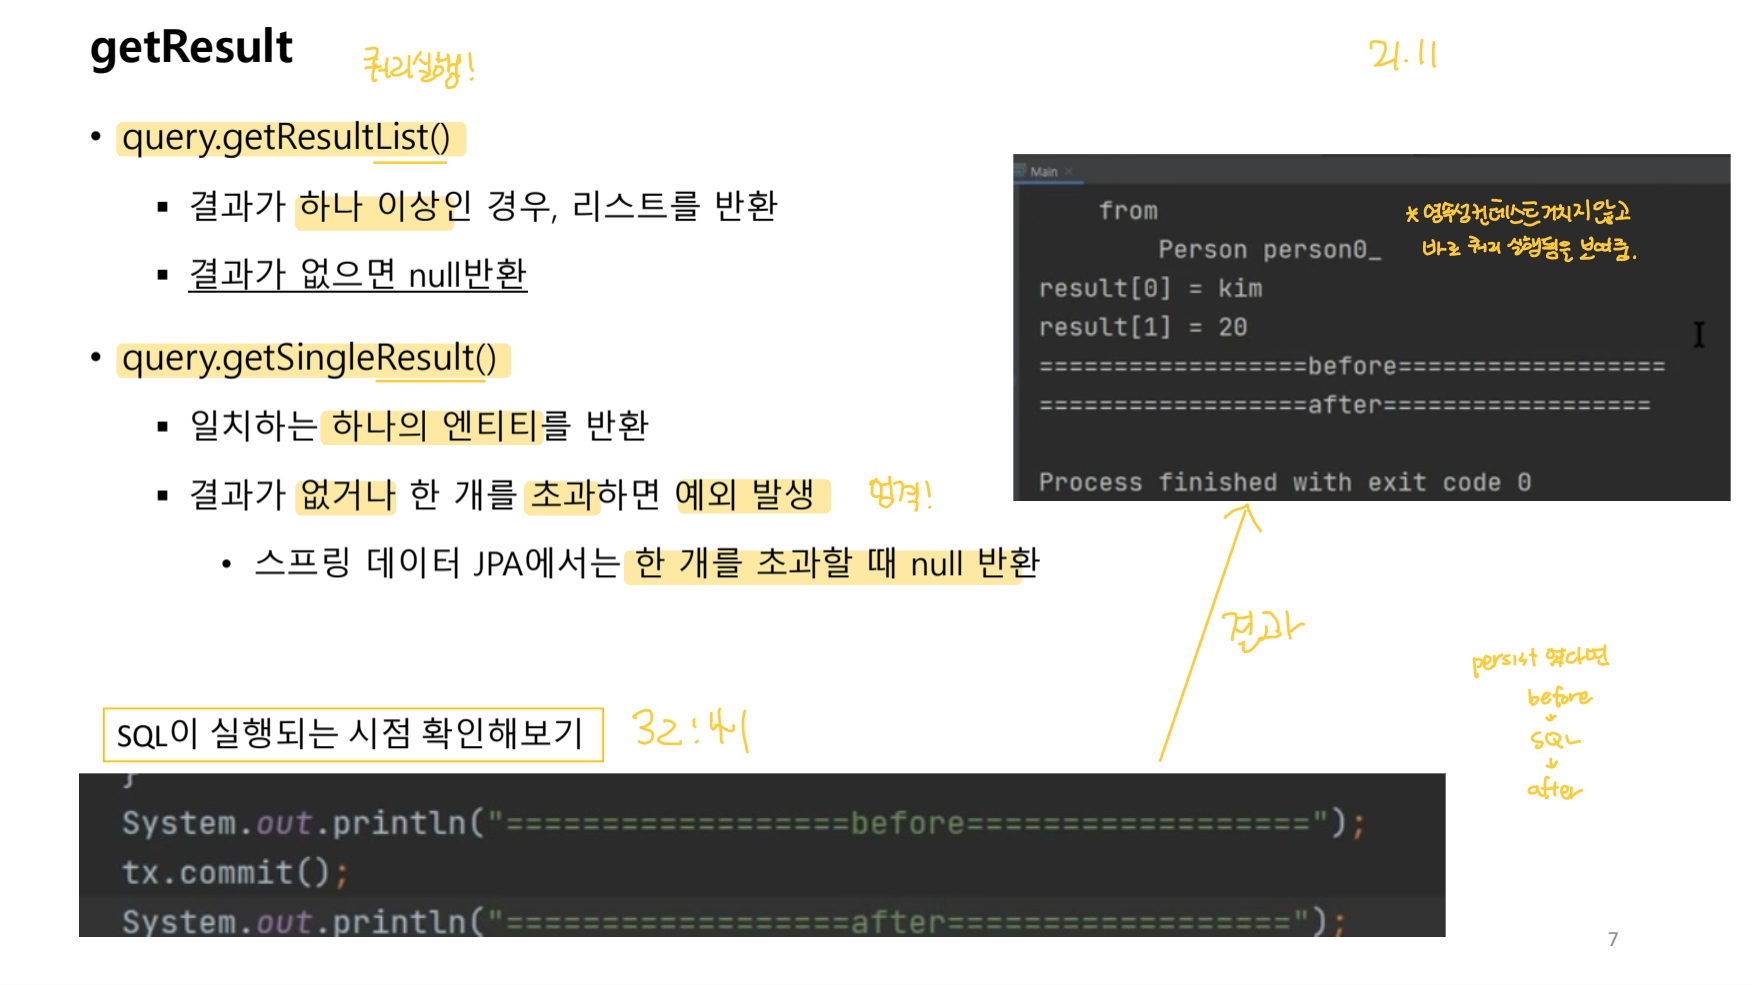 getResult
쿼리실행!
21.11
• query.getResultList()
▪ 결과가 하나 이상인 경우, 리스트를 반환
▪ 결과가 없으면 null반환
• query.getSingleResult()
▪ 일치하는 하나의 엔티티를 반환
▪ 결과가 없거나 한 개를 초과하면 예외 발생
엄격!
• 스프링 데이터 JPA에서는 한 개를 초과할 때 null 반환
Main
from
Person person0_
result[0] = kim
result[1] = 20
==================before==================
==================after==================
Process finished with exit code 0
* 영속성컨텍스트거치지않고
바로 쿼리 실행됨을 보여줌.
결과
persist 였다면
before
↓
SQL
↓
after
SQL이 실행되는 시점 확인해보기
32:41
}
System.out.println("==================before==================");
tx.commit();
System.out.println("==================after==================");
7